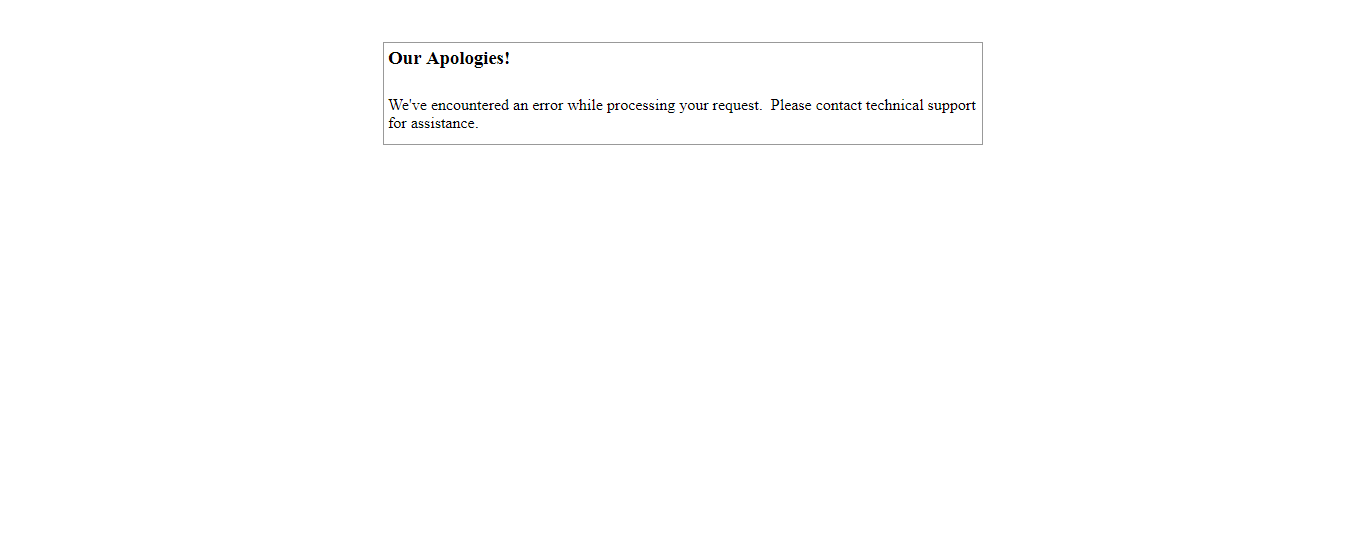 Our Apologies!
We've encountered an error while processing your request.  Please contact technical support
for assistance.